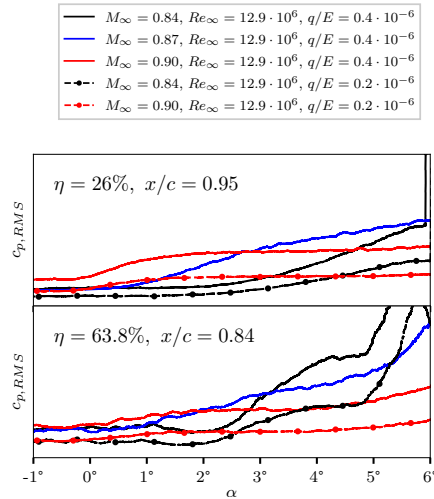 M∞ = 0.84, Re∞ = 12.9 · 10⁶, q/E = 0.4 · 10⁻⁶
M∞ = 0.87, Re∞ = 12.9 · 10⁶, q/E = 0.4 · 10⁻⁶
M∞ = 0.90, Re∞ = 12.9 · 10⁶, q/E = 0.4 · 10⁻⁶
M∞ = 0.84, Re∞ = 12.9 · 10⁶, q/E = 0.2 · 10⁻⁶
M∞ = 0.90, Re∞ = 12.9 · 10⁶, q/E = 0.2 · 10⁻⁶
η = 26%, x/c = 0.95
c_{p,RMS}
η = 63.8%, x/c = 0.84
c_{p,RMS}
-1° 0° 1° 2° 3° 4° 5° 6°
α